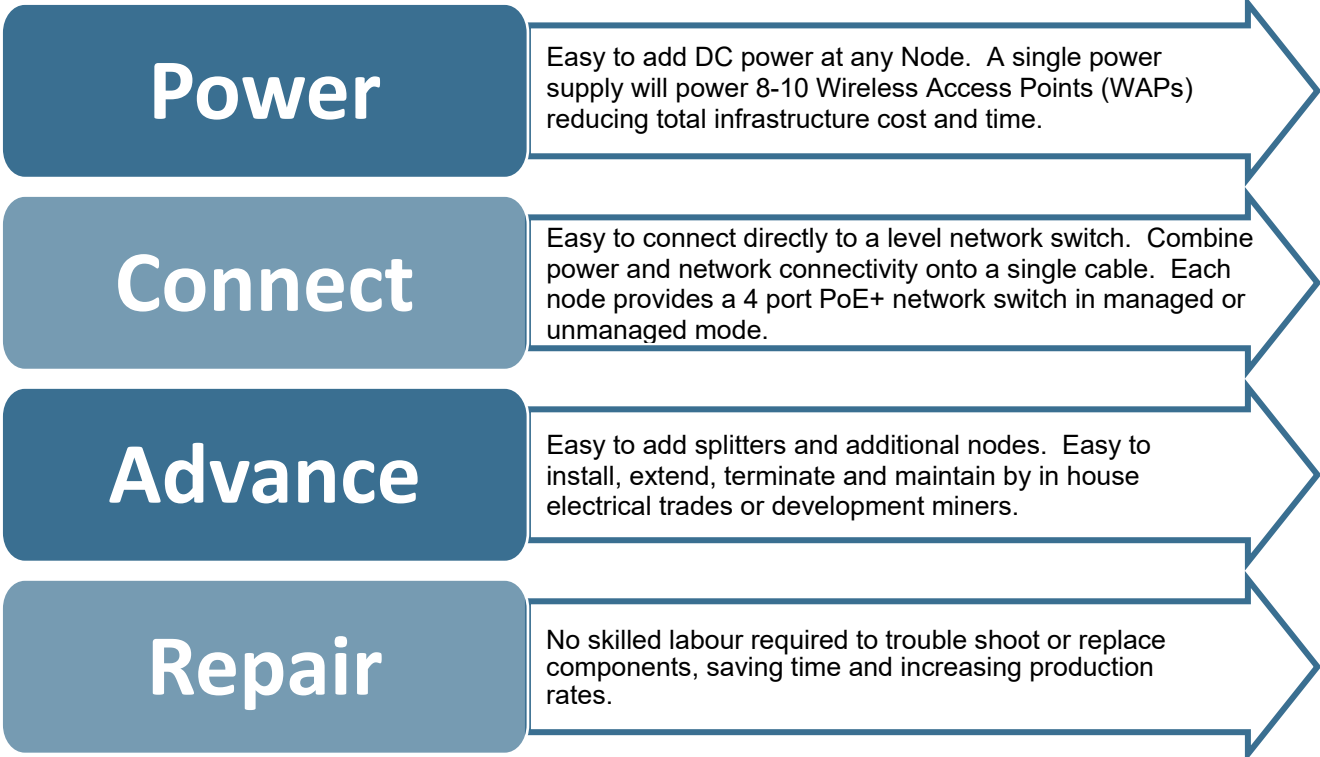 Power
Easy to add DC power at any Node.  A single power
supply will power 8-10 Wireless Access Points (WAPs)
reducing total infrastructure cost and time.
Connect
Easy to connect directly to a level network switch.  Combine
power and network connectivity onto a single cable.  Each
node provides a 4 port PoE+ network switch in managed or
unmanaged mode.
Advance
Easy to add splitters and additional nodes.  Easy to
install, extend, terminate and maintain by in house
electrical trades or development miners.
Repair
No skilled labour required to trouble shoot or replace
components, saving time and increasing production
rates.